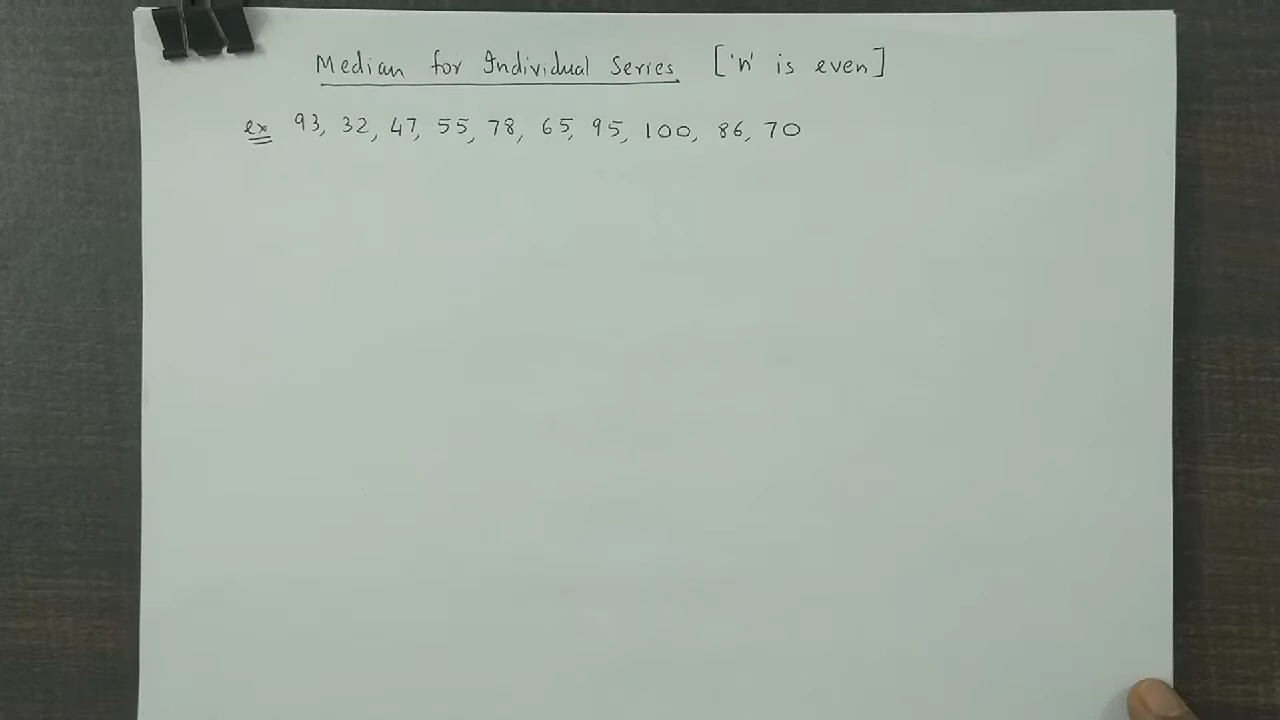 Median for Individual Series ['n' is even]
ex 93, 32, 47, 55, 78, 65, 95, 100, 86, 70